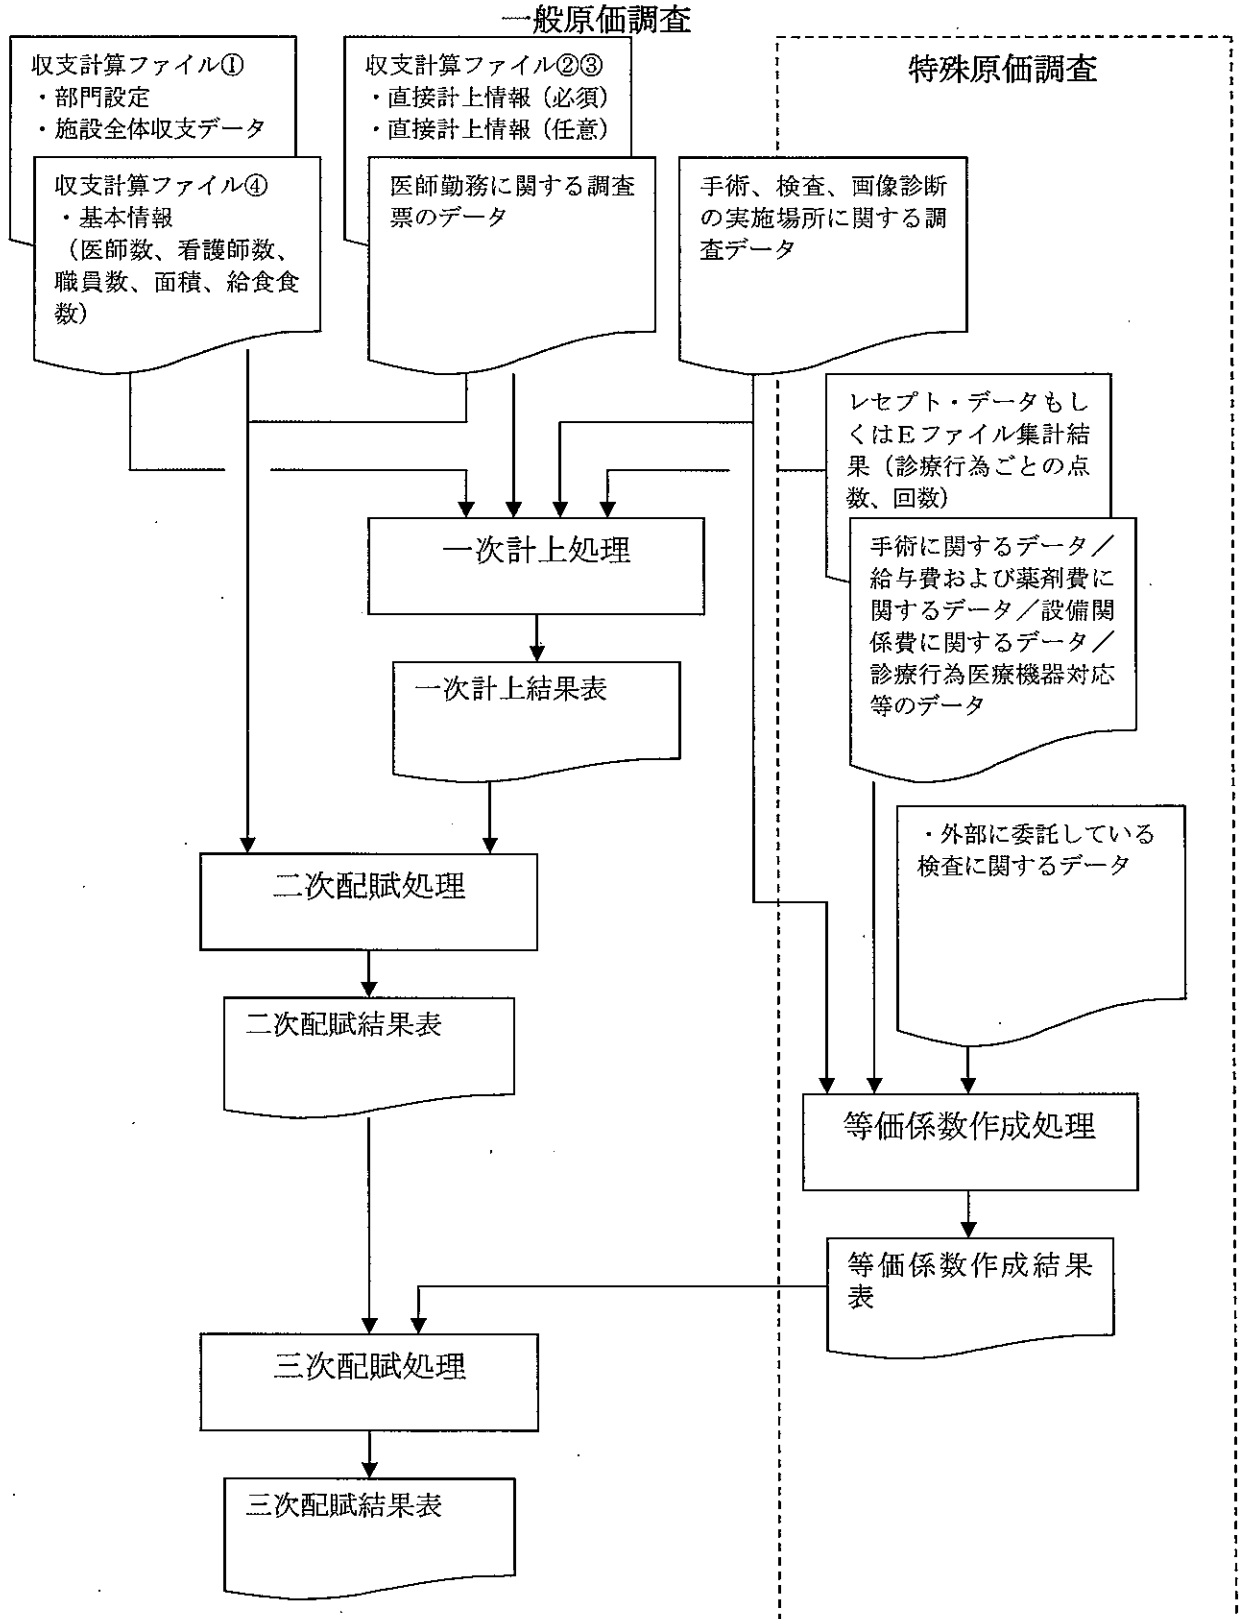 一般原価調査
収支計算ファイル①
・部門設定
・施設全体収支データ
収支計算ファイル④
・基本情報
（医師数、看護師数、
職員数、面積、給食食
数）
収支計算ファイル②③
・直接計上情報（必須）
・直接計上情報（任意）
医師勤務に関する調査
票のデータ
特殊原価調査
手術、検査、画像診断
の実施場所に関する調
査データ
レセプト・データもし
くはＥファイル集計結
果（診療行為ごとの点
数、回数）
手術に関するデータ／
給与費および薬剤費に
関するデータ／設備関
係費に関するデータ／
診療行為医療機器対応
等のデータ
一次計上処理
一次計上結果表
・外部に委託している
検査に関するデータ
二次配賦処理
二次配賦結果表
等価係数作成処理
等価係数作成結果
表
三次配賦処理
三次配賦結果表